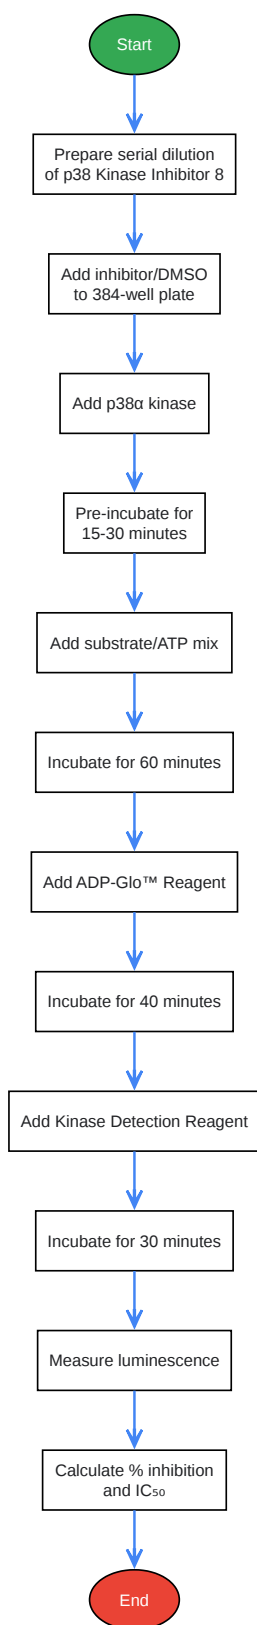 Start
Prepare serial dilution
of p38 Kinase Inhibitor 8
Add inhibitor/DMSO
to 384-well plate
Add p38α kinase
Pre-incubate for
15-30 minutes
Add substrate/ATP mix
Incubate for 60 minutes
Add ADP-Glo™ Reagent
Incubate for 40 minutes
Add Kinase Detection Reagent
Incubate for 30 minutes
Measure luminescence
Calculate % inhibition
and IC₅₀
End